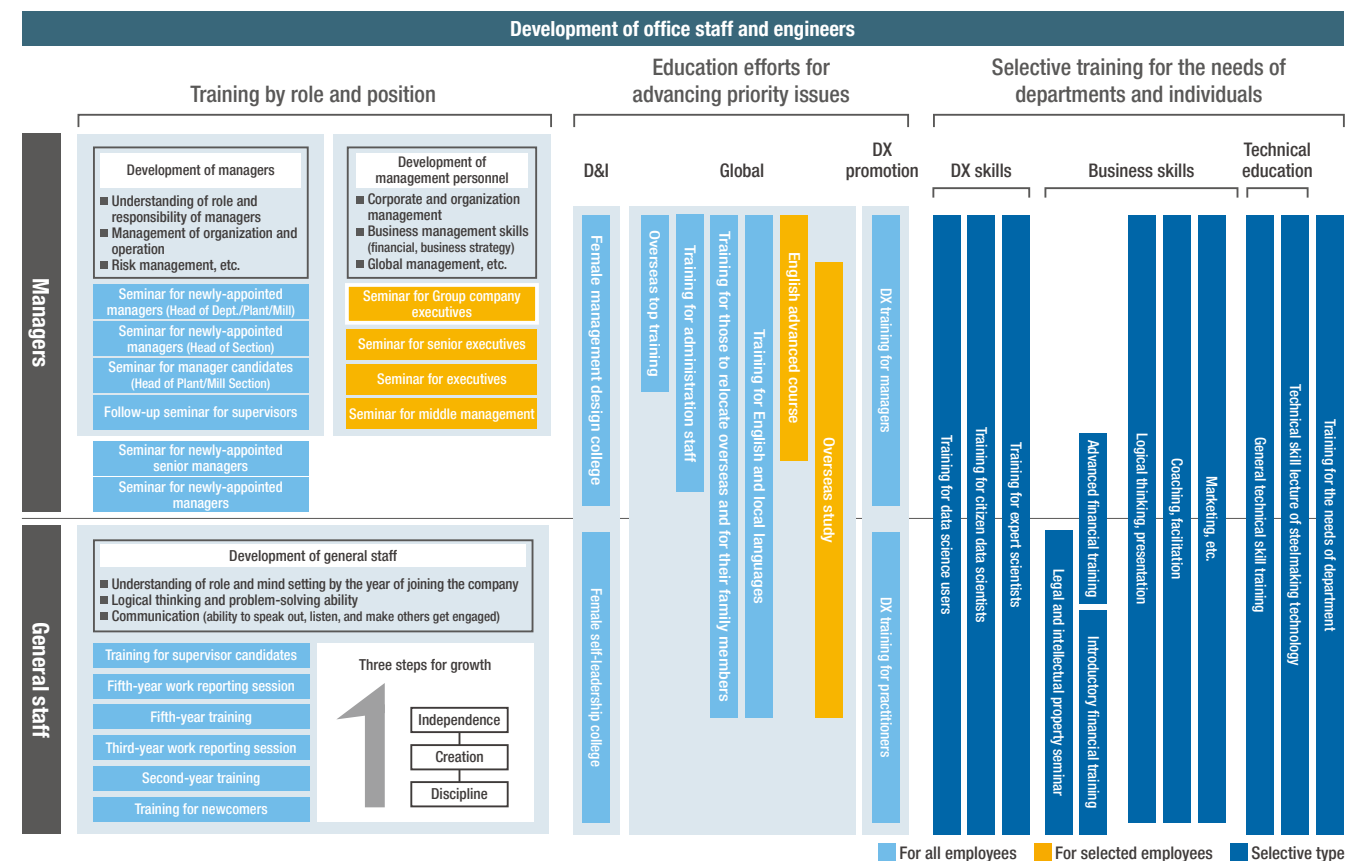 Development of office staff and engineers
Training by role and position
Education efforts for
advancing priority issues
Selective training for the needs of
departments and individuals
Managers
Development of managers
■ Understanding of role and
responsibility of managers
■ Management of organization and
operation
■ Risk management, etc.
Seminar for newly-appointed
managers (Head of Dept./Plant/Mill)
Seminar for newly-appointed
managers (Head of Section)
Seminar for manager candidates
(Head of Plant/Mill Section)
Follow-up seminar for supervisors
Seminar for newly-appointed
senior managers
Seminar for newly-appointed
managers
Development of
management personnel
■ Corporate and organization
management
■ Business management skills
(financial, business strategy)
■ Global management, etc.
Seminar for Group company
executives
Seminar for senior executives
Seminar for executives
Seminar for middle management
General staff
Development of general staff
■ Understanding of role and mind setting by the year of joining the company
■ Logical thinking and problem-solving ability
■ Communication (ability to speak out, listen, and make others get engaged)
Training for supervisor candidates
Fifth-year work reporting session
Fifth-year training
Third-year work reporting session
Second-year training
Training for newcomers
Three steps for growth
Independence
Creation
Discipline
D&I
Female management design college
Female self-leadership college
Global
Overseas top training
Training for administration staff
Training for those to relocate overseas and for their family members
Training for English and local languages
English advanced course
Overseas study
DX
promotion
DX training for managers
DX training for practitioners
DX skills
Training for data science users
Training for citizen data scientists
Training for expert scientists
Business skills
Legal and intellectual property seminar
Advanced financial training
Introductory financial training
Logical thinking, presentation
Coaching, facilitation
Marketing, etc.
Technical
education
General technical skill training
Technical skill lecture of steelmaking technology
Training for the needs of department
For all employees
For selected employees
Selective type